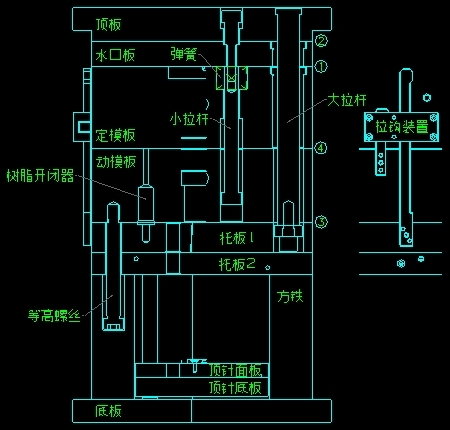 顶板
②
水口板
弹簧
①
大拉杆
小拉杆
拉钩装置
定模板
④
动模板
树脂开闭器
③
托板1
托板2
方铁
等高螺丝
顶针面板
顶针底板
底板